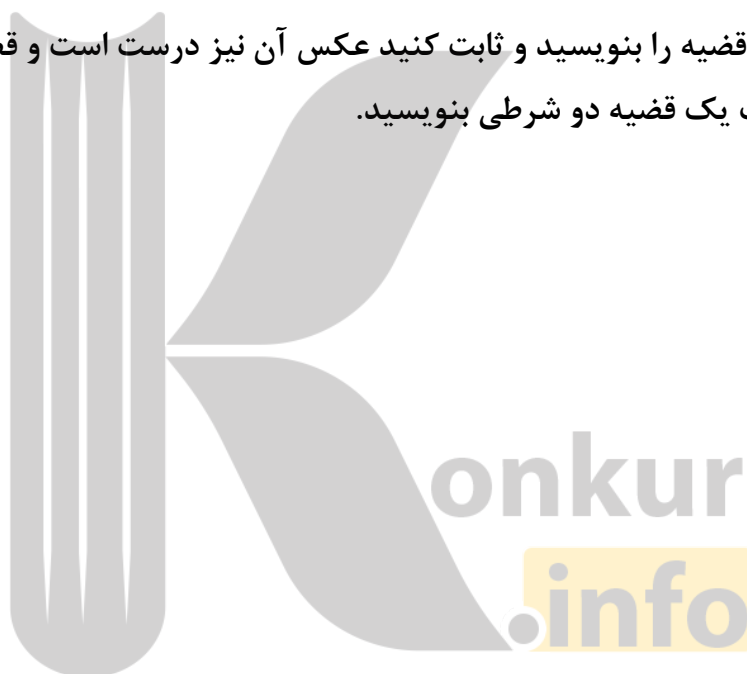 قضیه را بنویسید و ثابت کنید عکس آن نیز درست است و
یک قضیه دو شرطی بنویسید.
onkur
.info